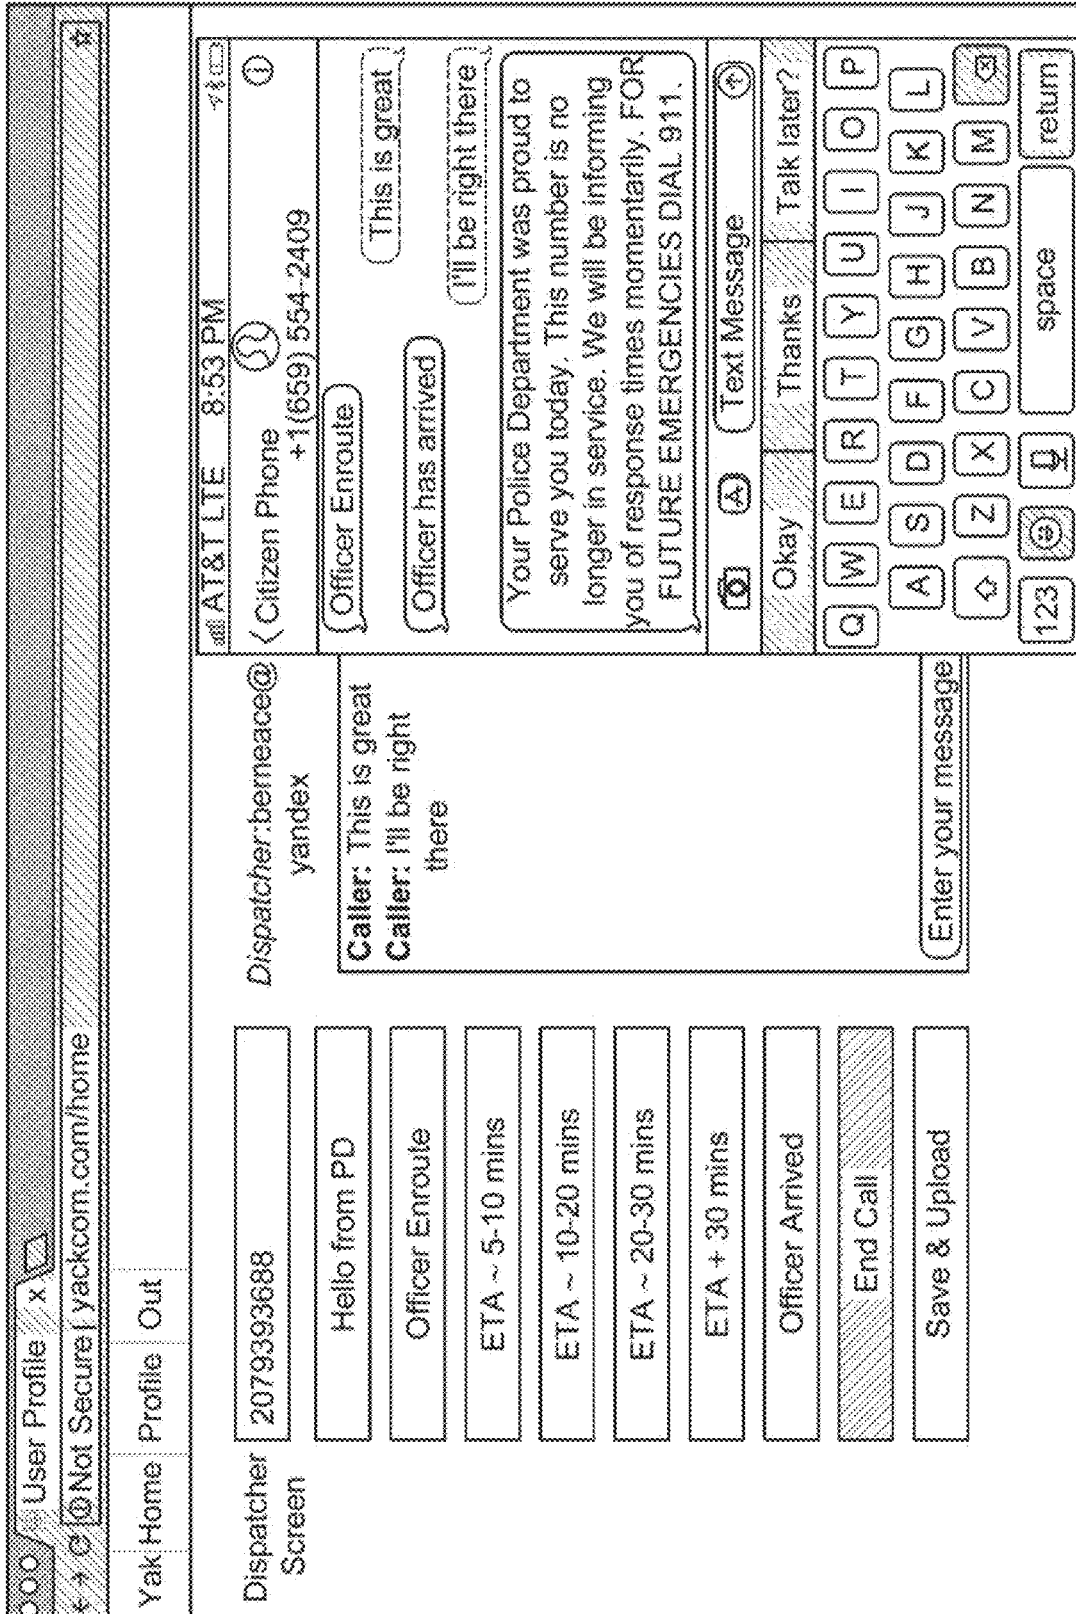 User Profile x
Not Secure | yackcom.com/home
Yak Home Profile Out
Dispatcher
Screen
2079393688
Hello from PD
Officer Enroute
ETA ~ 5-10 mins
ETA ~ 10-20 mins
ETA ~ 20-30 mins
ETA + 30 mins
Officer Arrived
End Call
Save & Upload
Dispatcher:berneace@
yandex
Caller: This is great
Caller: I'll be right
there
Enter your message
AT&T LTE 8:53 PM
Citizen Phone
+1(659) 554-2409
Officer Enroute
This is great
Officer has arrived
I'll be right there
Your Police Department was proud to
serve you today. This number is no
longer in service. We will be informing
you of response times momentarily. FOR
FUTURE EMERGENCIES DIAL 911.
A Text Message
Okay Thanks Talk later?
Q W E R T Y U I O P
A S D F G H J K L
Z X C V B N M
123 space return